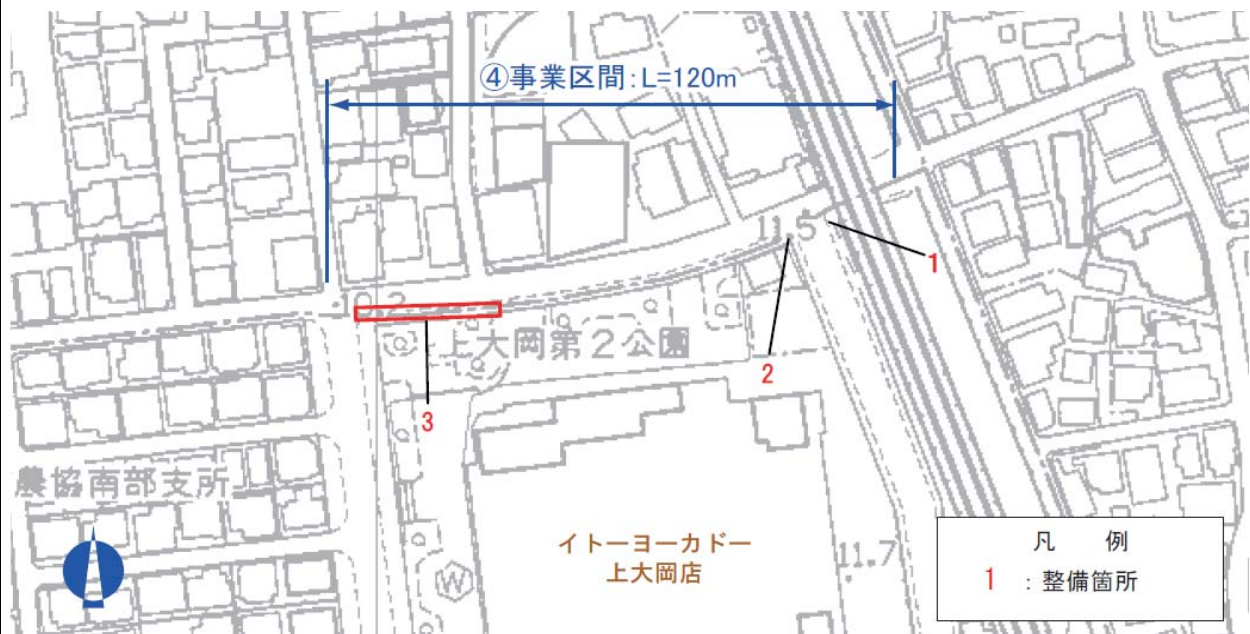 ④事業区間：L=120m
11.5
1
10.2
上大岡第2公園
2
3
農協南部支所
イトーヨーカドー
上大岡店
11.7
W
凡 例
1 ：整備箇所